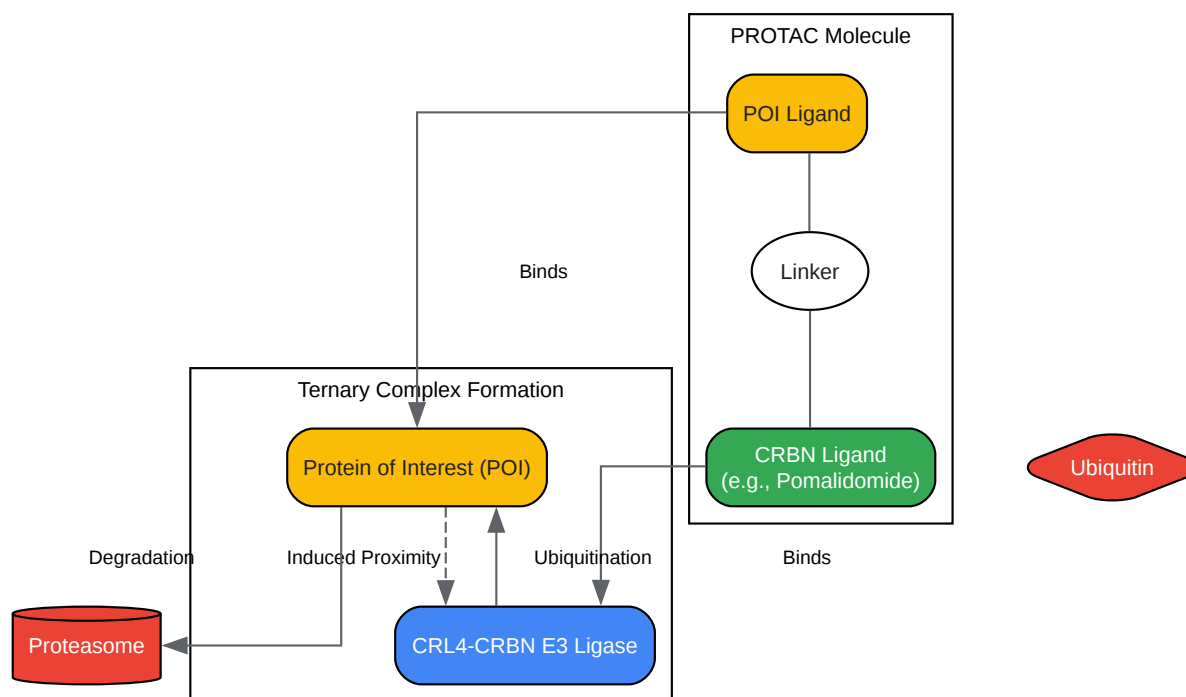 PROTAC Molecule
POI Ligand
Binds
Linker
Ternary Complex Formation
Protein of Interest (POI)
CRBN Ligand
(e.g., Pomalidomide)
Ubiquitin
Degradation
Induced Proximity
Ubiquitination
Binds
Proteasome
CRL4-CRBN E3 Ligase